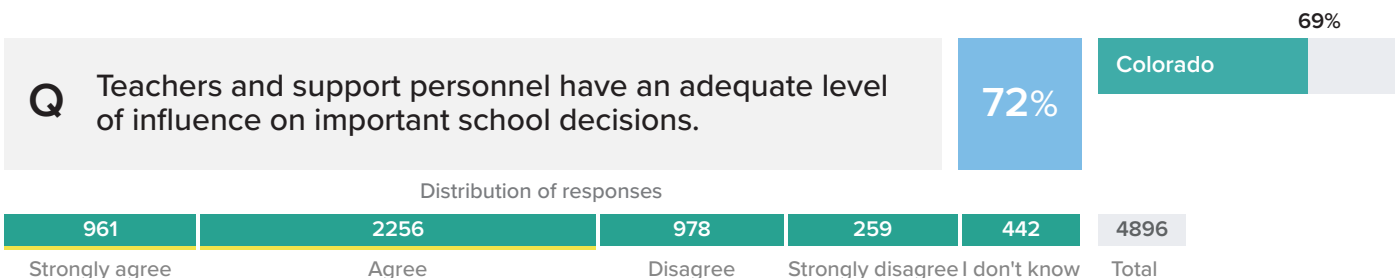 69%
Q Teachers and support personnel have an adequate level
of influence on important school decisions.
72%
Colorado
Distribution of responses
961 2256 978 259 442 4896
Strongly agree Agree Disagree Strongly disagree I don't know Total